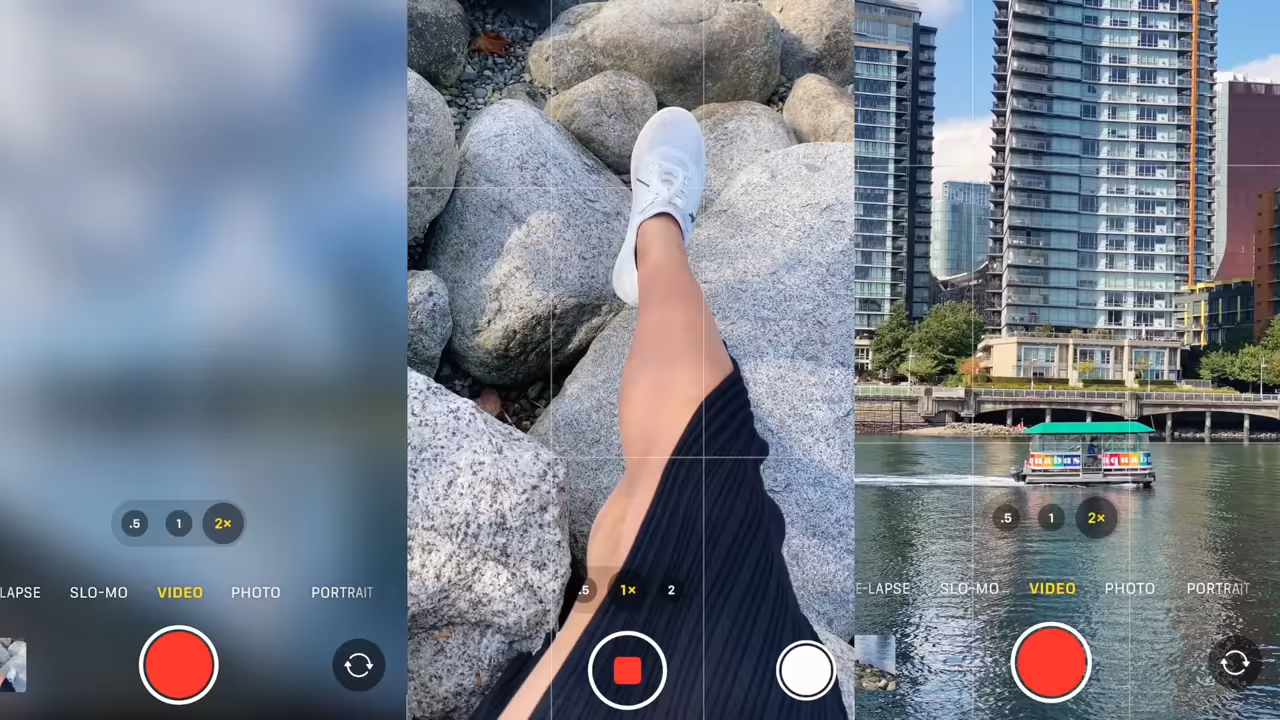 .5 1 2×
LAPSE SLO-MO VIDEO PHOTO PORTRAIT
.5 1× 2
.5 1 2×
E-LAPSE SLO-MO VIDEO PHOTO PORTRAIT